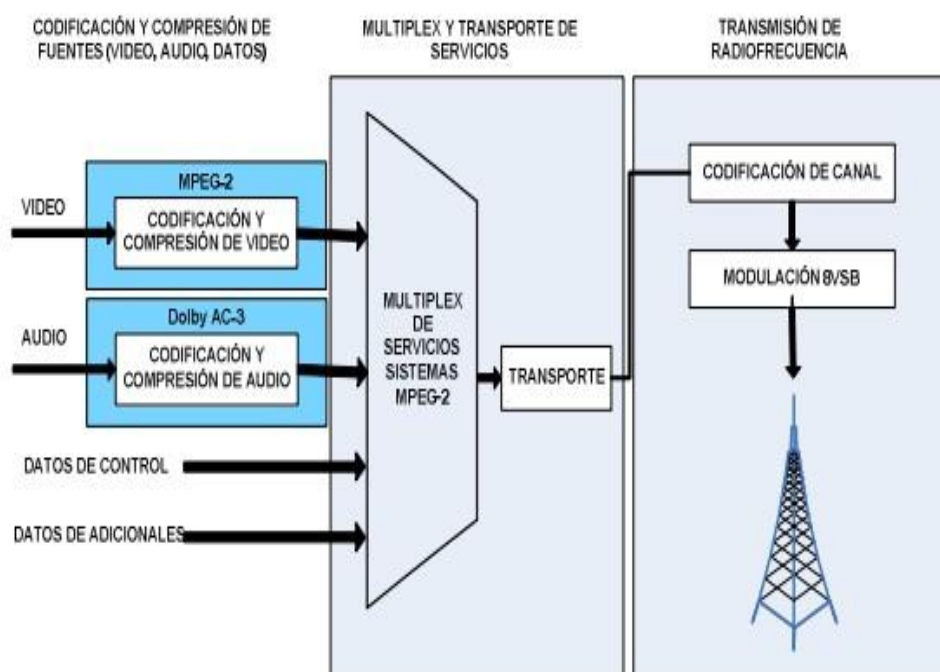 CODIFICACIÓN Y COMPRESIÓN DE
FUENTES (VIDEO, AUDIO, DATOS)
MULTIPLEX Y TRANSPORTE DE
SERVICIOS
TRANSMISIÓN DE
RADIOFRECUENCIA
VIDEO
MPEG-2
CODIFICACIÓN Y
COMPRESIÓN DE VIDEO
AUDIO
Dolby AC-3
CODIFICACIÓN Y
COMPRESIÓN DE AUDIO
DATOS DE CONTROL
DATOS DE ADICIONALES
MULTIPLEX
DE
SERVICIOS
SISTEMAS
MPEG-2
TRANSPORTE
CODIFICACIÓN DE CANAL
MODULACIÓN 8VSB